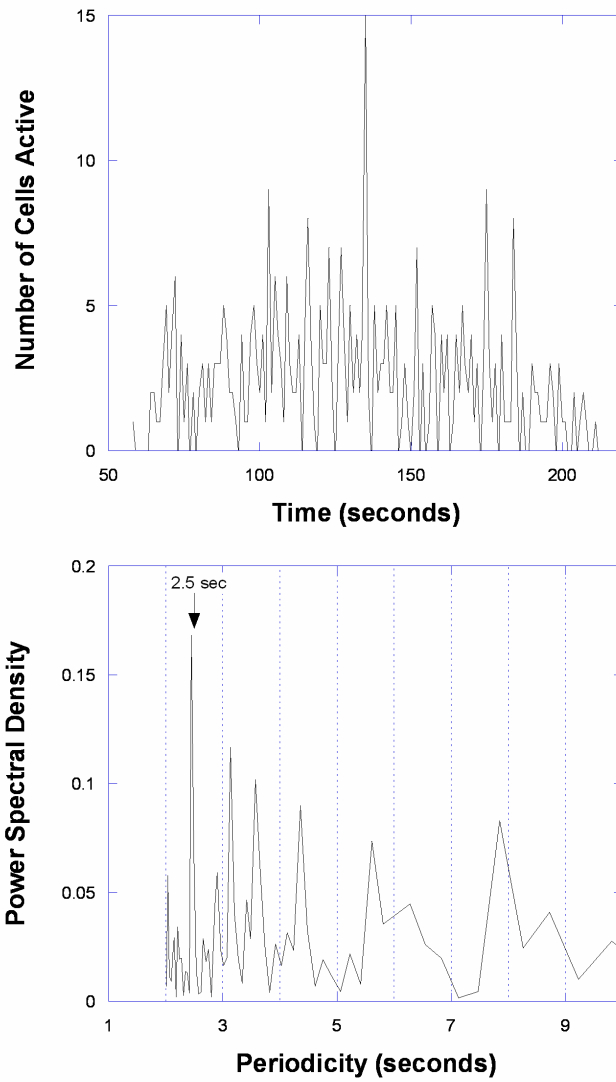 15
10
5
0
Number of Cells Active
50 100 150 200
Time (seconds)
0.2
0.15
0.1
0.05
0
Power Spectral Density
2.5 sec
1 3 5 7 9
Periodicity (seconds)